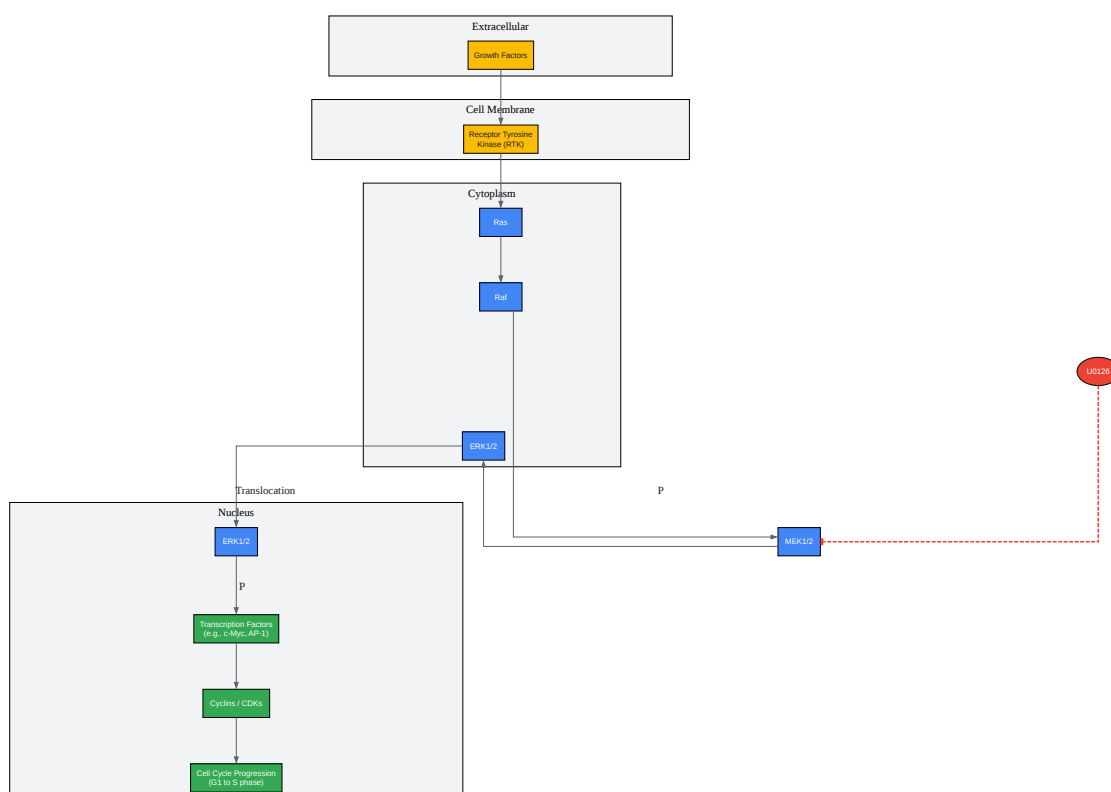 Extracellular
Growth Factors
Cell Membrane
Receptor Tyrosine
Kinase (RTK)
Cytoplasm
Ras
Raf
U0126
ERK1/2
Translocation
P
Nucleus
ERK1/2
MEK1/2
P
Transcription Factors
(e.g., c-Myc, AP-1)
Cyclins / CDKs
Cell Cycle Progression
(G1 to S phase)